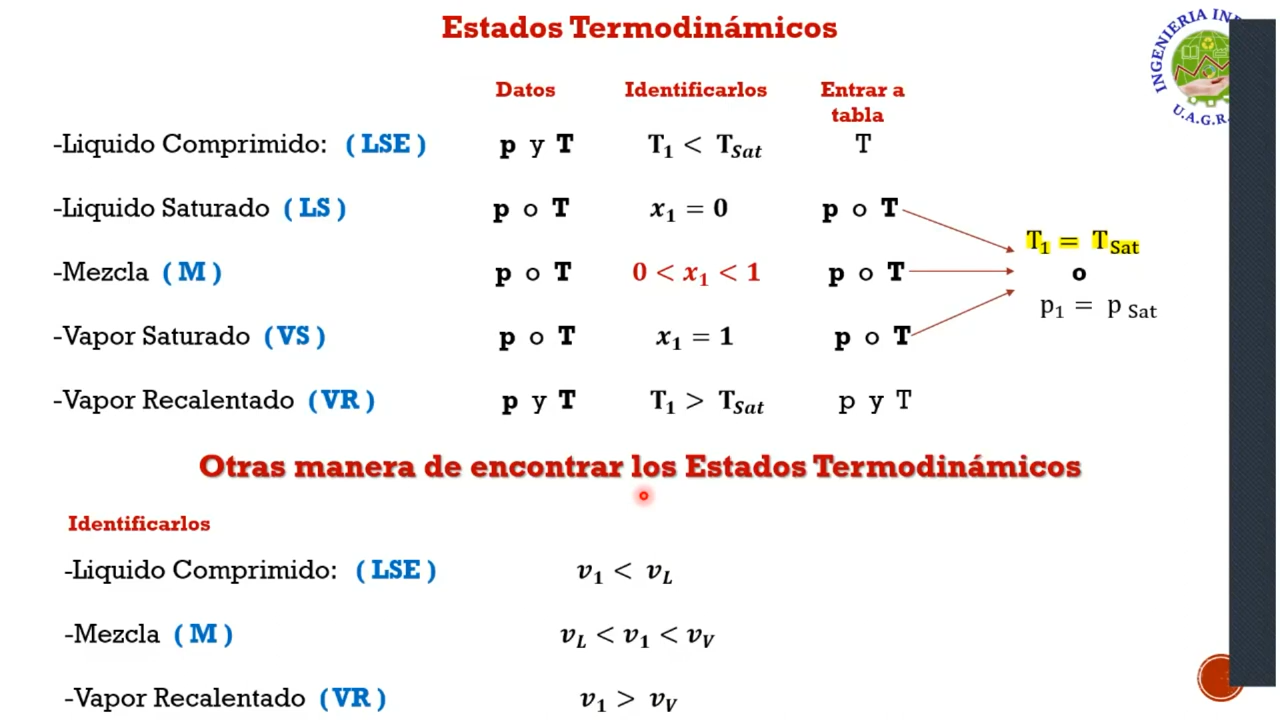 Estados Termodinámicos
INGENIERIA IN
U.A.G.R.
Datos Identificarlos Entrar a tabla
-Liquido Comprimido: ( LSE ) p y T T₁ < T_Sat T
-Liquido Saturado ( LS ) p o T x₁ = 0 p o T
T₁ = T_Sat
-Mezcla ( M ) p o T 0 < x₁ < 1 p o T o
p₁ = p_Sat
-Vapor Saturado ( VS ) p o T x₁ = 1 p o T
-Vapor Recalentado ( VR ) p y T T₁ > T_Sat p y T
Otras manera de encontrar los Estados Termodinámicos
Identificarlos
-Liquido Comprimido: ( LSE ) v₁ < v_L
-Mezcla ( M ) v_L < v₁ < v_V
-Vapor Recalentado ( VR ) v₁ > v_V